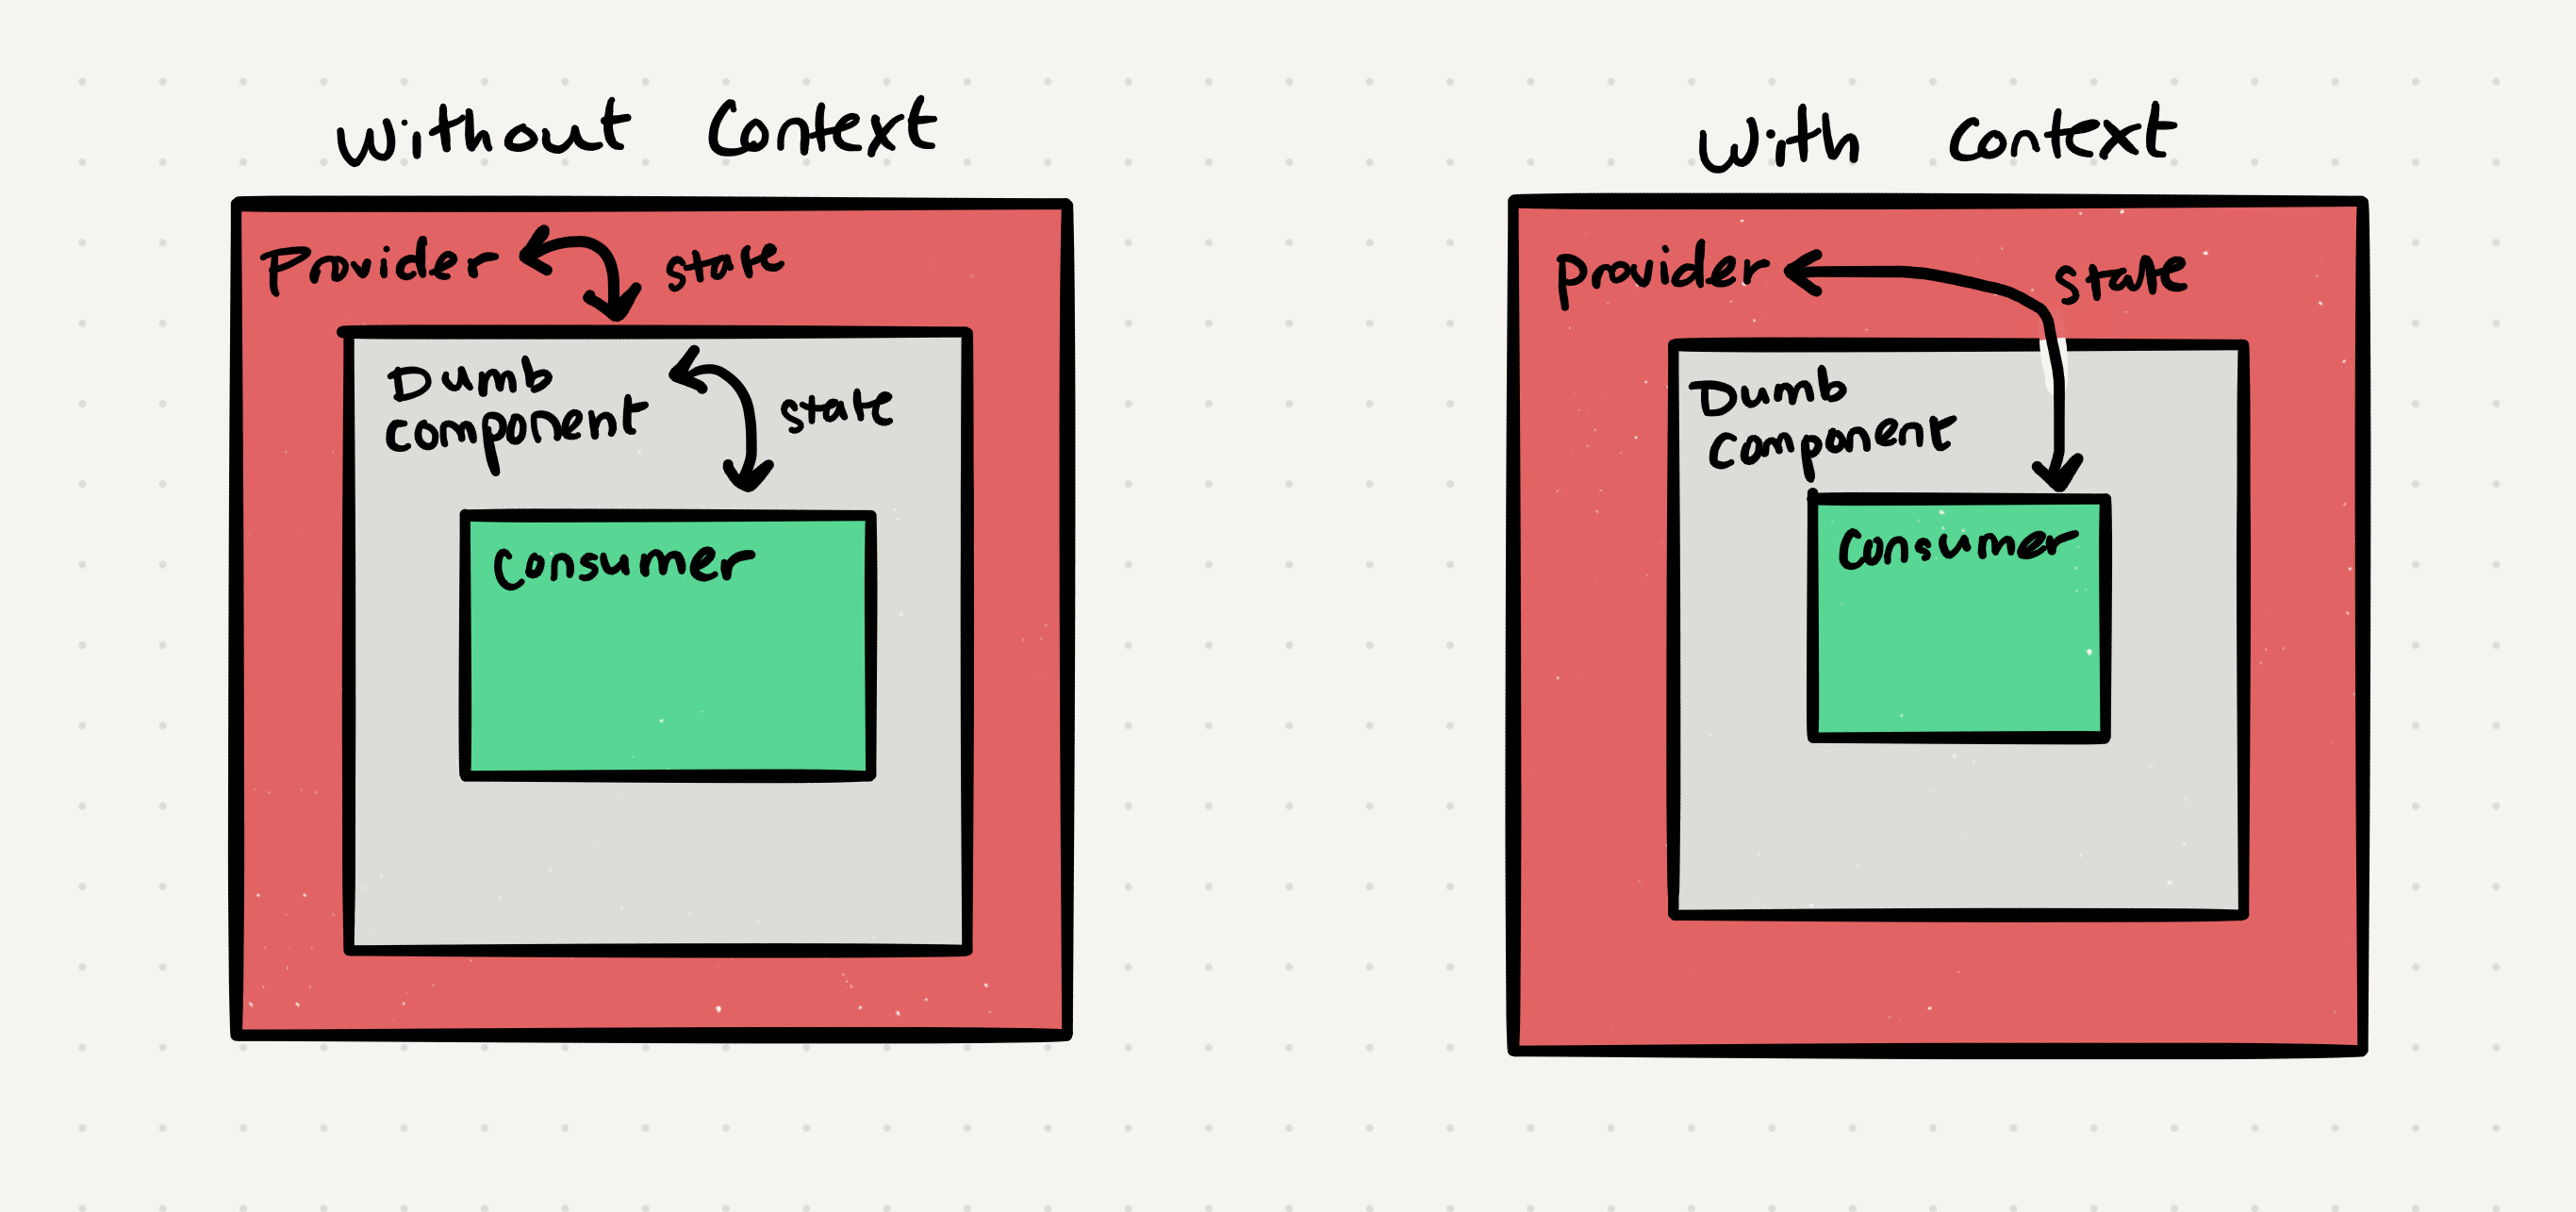 Without Context
Provider
state
Dumb
component
state
Consumer
With Context
Provider
state
Dumb
Component
Consumer